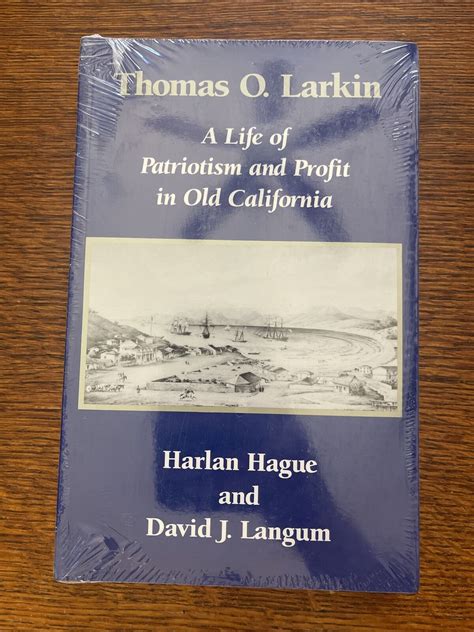 Thomas O. Larkin
A Life of
Patriotism and Profit
in Old California
Harlan Hague
and
David J. Langum